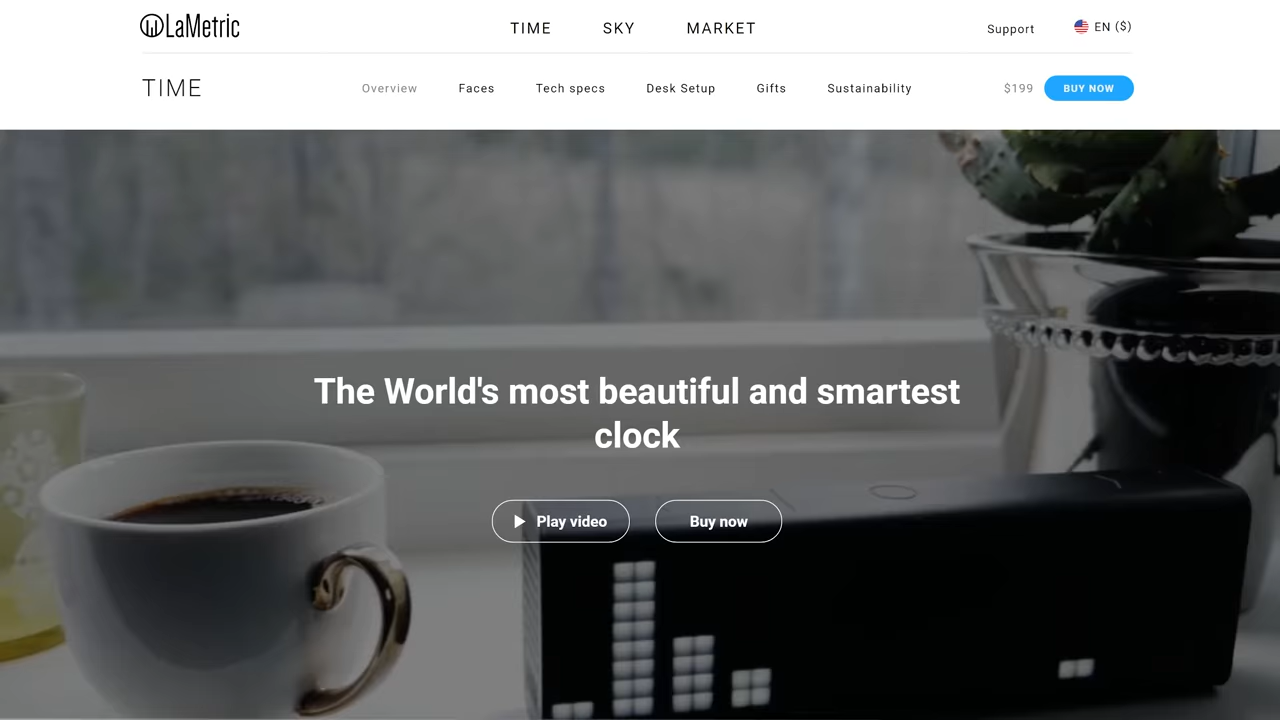 LaMetric
TIME SKY MARKET
Support
EN ($)
TIME
Overview Faces Tech specs Desk Setup Gifts Sustainability
$199
BUY NOW
The World's most beautiful and smartest
clock
Play video
Buy now